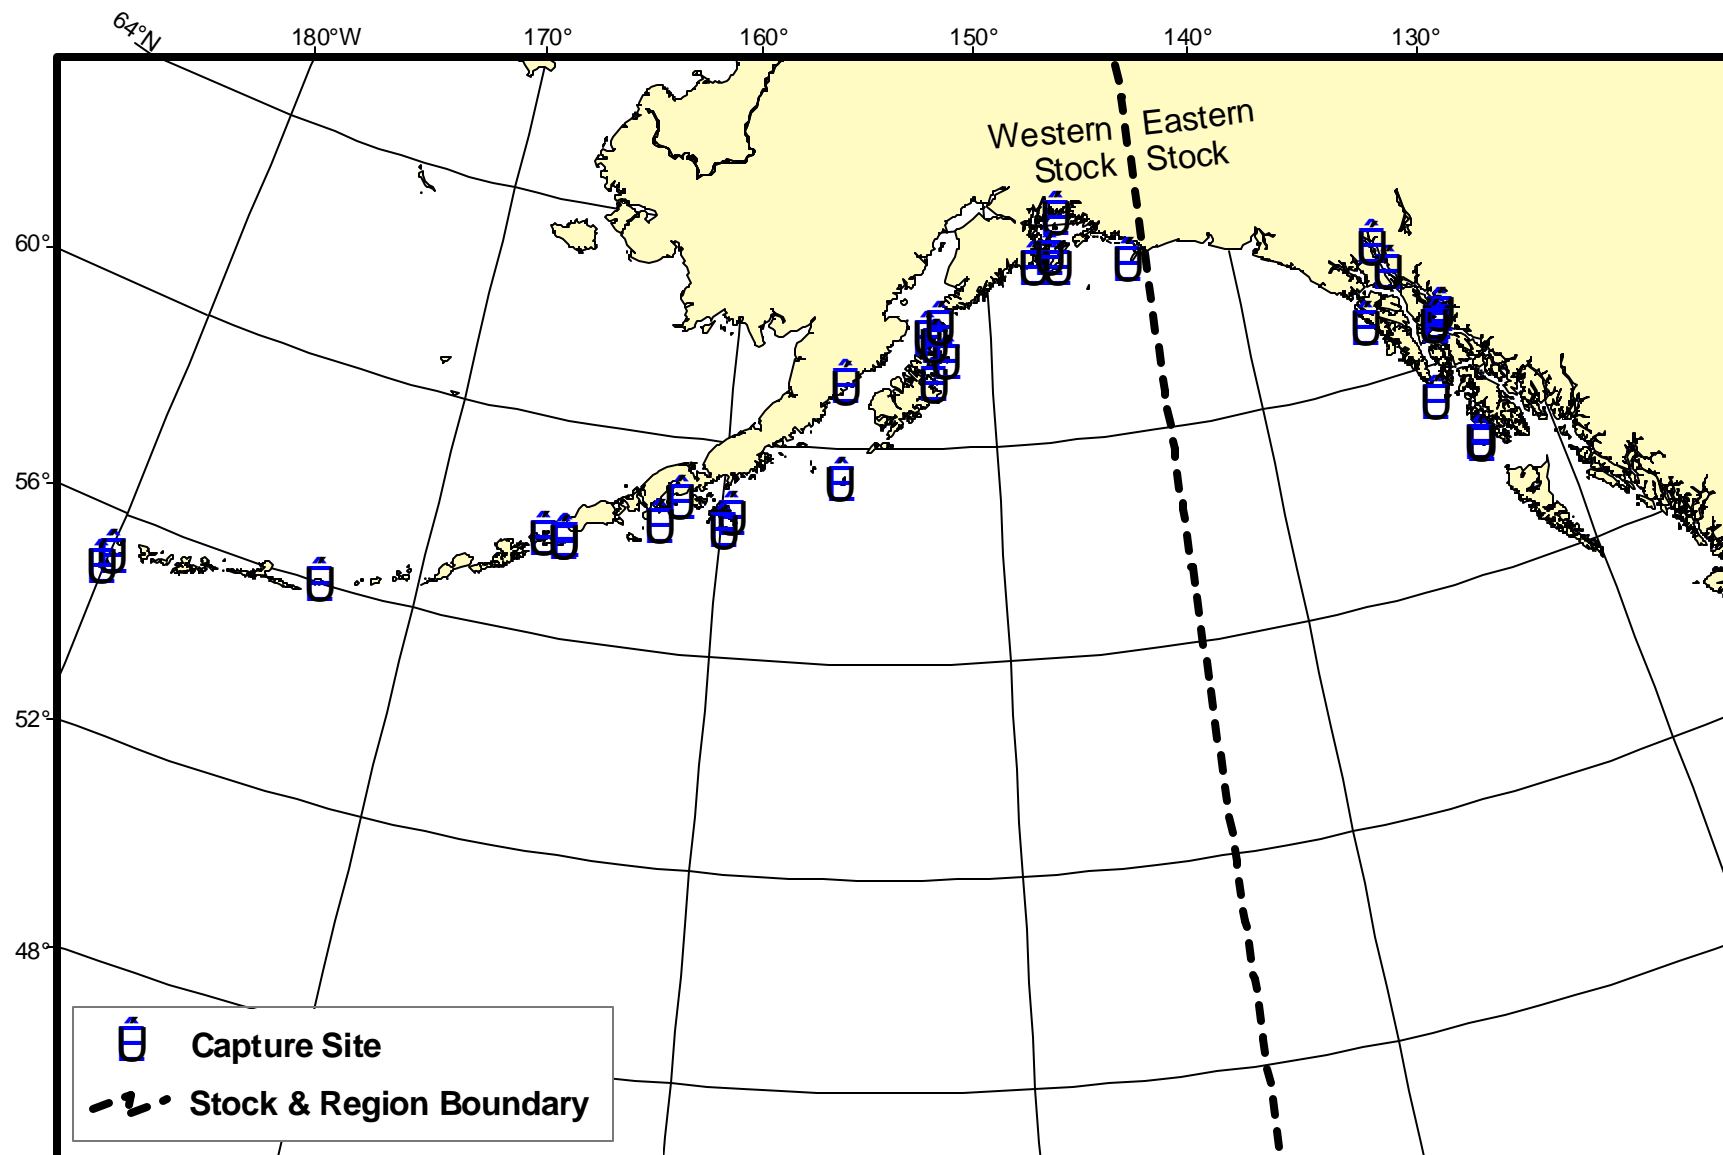 64°N 180°W 170° 160° 150° 140° 130°
Western Eastern
Stock Stock
60°
56°
52°
48°
Capture Site
Stock & Region Boundary